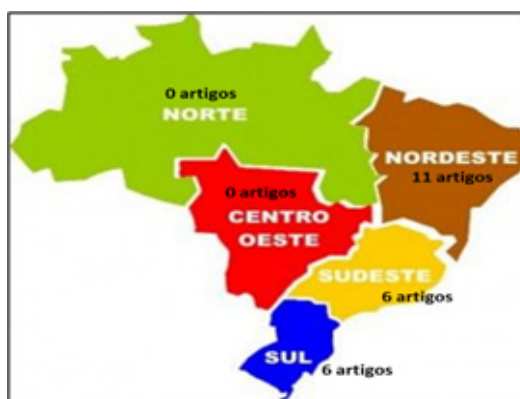 0 artigos
NORTE
NORDESTE
11 artigos
0 artigos
CENTRO
OESTE
SUDESTE
6 artigos
SUL
6 artigos